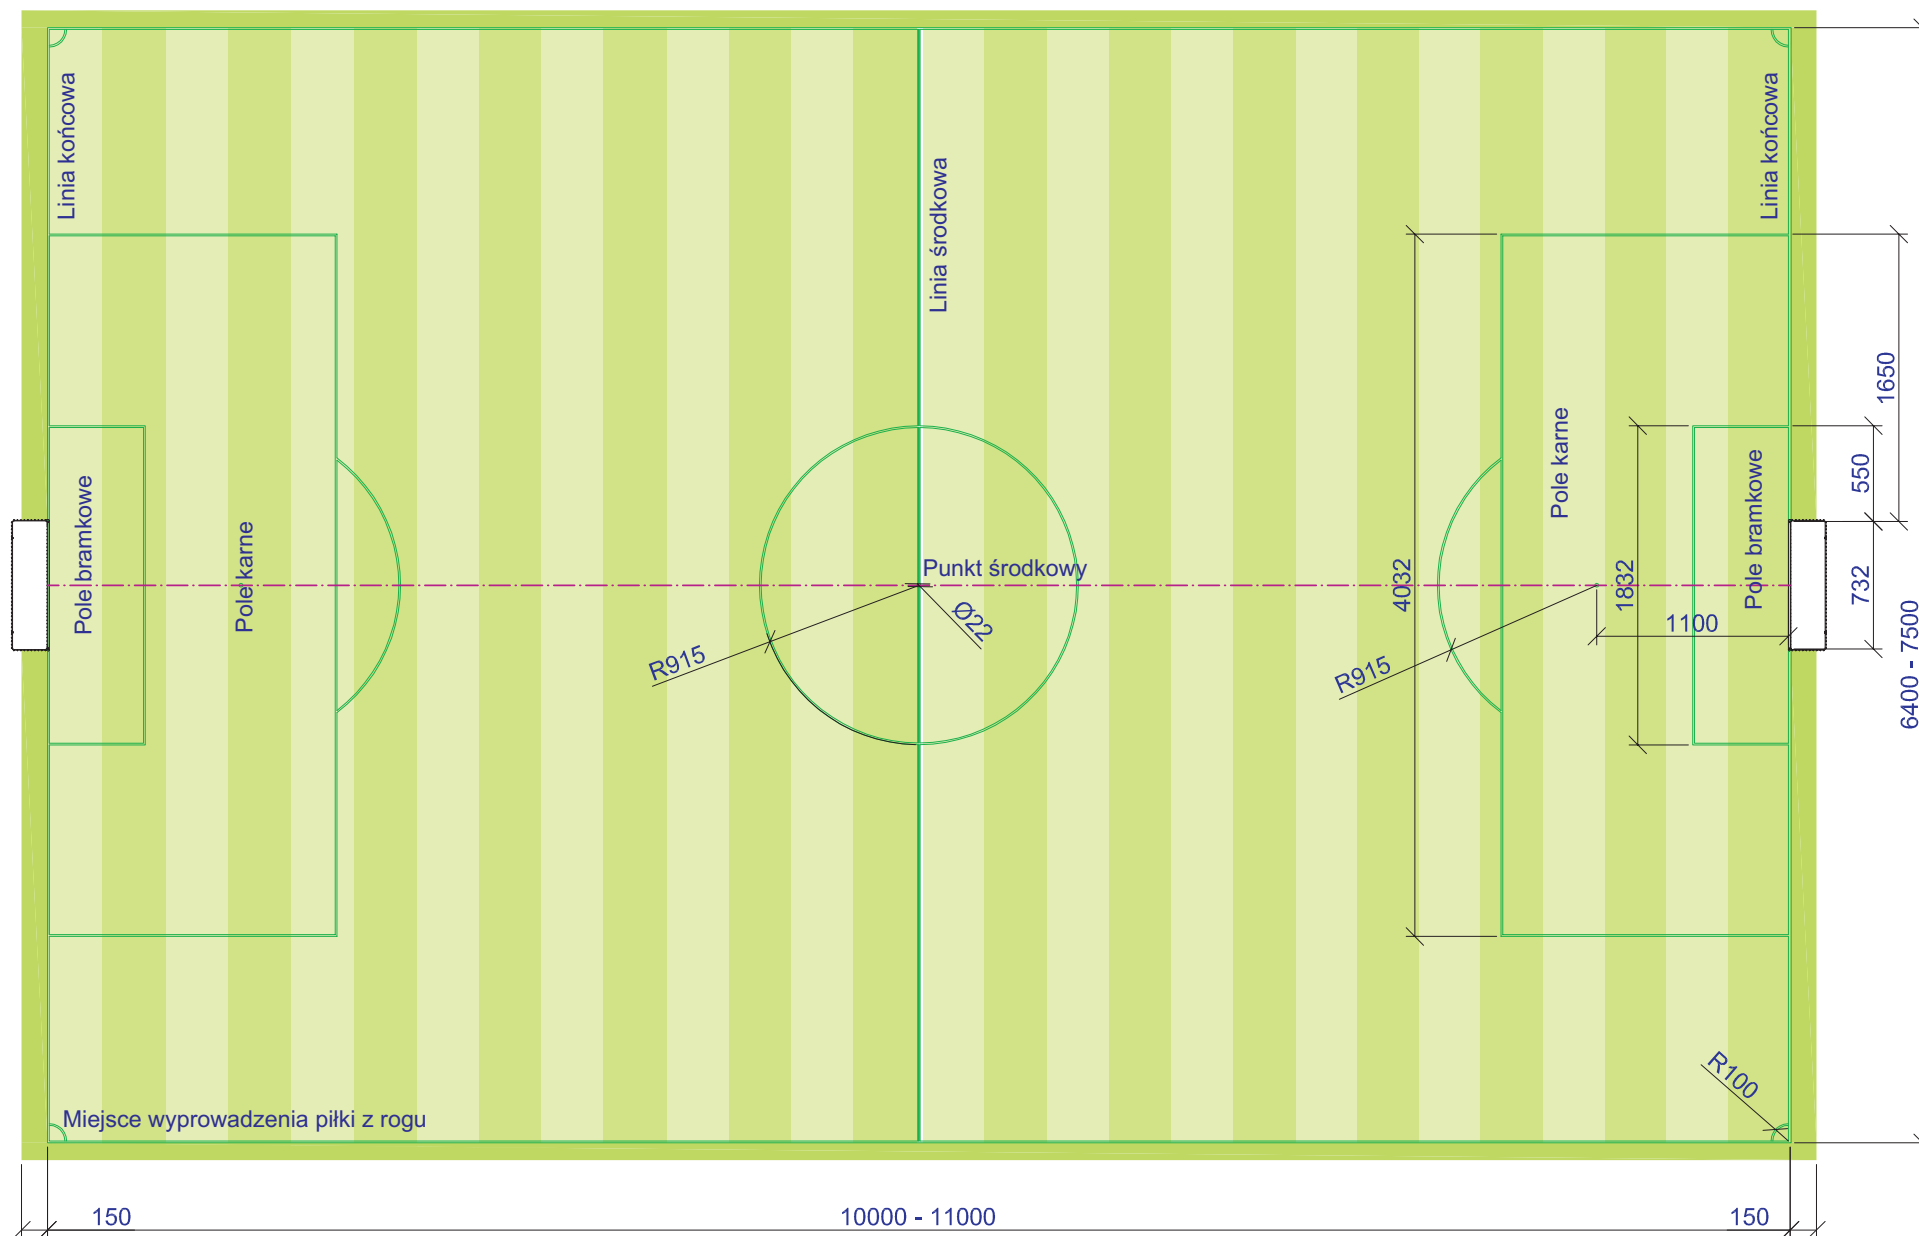 Linia końcowa
Linia środkowa
Linia końcowa
Pole bramkowe
Pole karne
Punkt środkowy
Ø22
R915
R915
4032
Pole karne
1832
1100
Pole bramkowe
1650
550
732
6400 - 7500
R100
Miejsce wyprowadzenia piłki z rogu
150
10000 - 11000
150